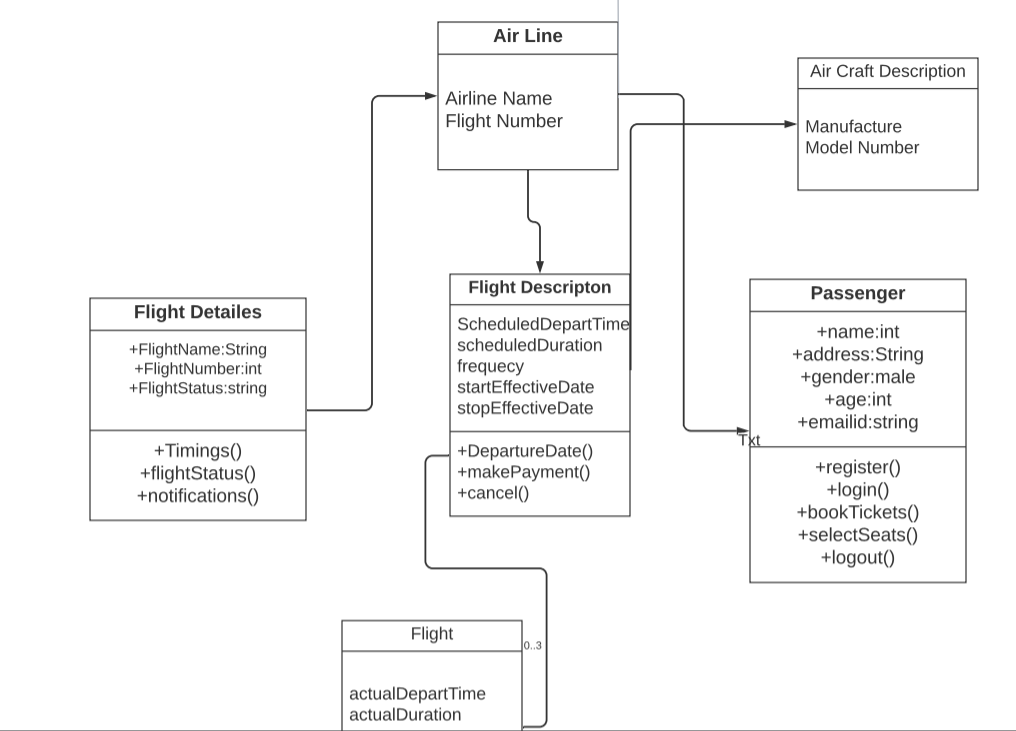 Air Line
Airline Name
Flight Number
Air Craft Description
Manufacture
Model Number
Flight Detailes
+FlightName:String
+FlightNumber:int
+FlightStatus:string
+Timings()
+flightStatus()
+notifications()
Flight Descripton
ScheduledDepartTime
scheduledDuration
frequecy
startEffectiveDate
stopEffectiveDate
+DepartureDate()
+makePayment()
+cancel()
Passenger
+name:int
+address:String
+gender:male
+age:int
+emailid:string
Txt
+register()
+login()
+bookTickets()
+selectSeats()
+logout()
Flight
0..3
actualDepartTime
actualDuration